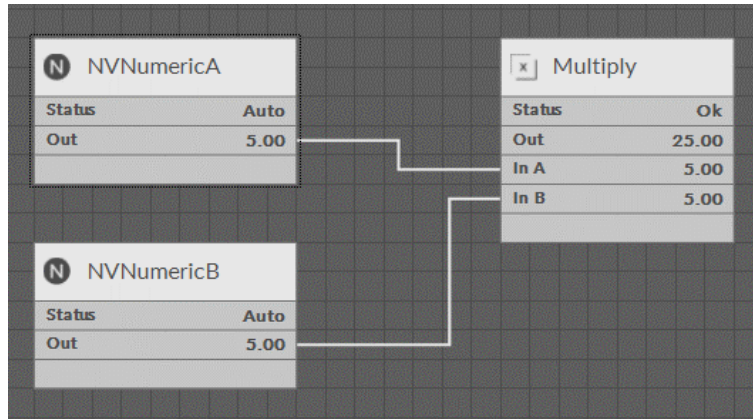 N NVNumericA
Status Auto
Out 5.00
N NVNumericB
Status Auto
Out 5.00
x Multiply
Status Ok
Out 25.00
In A 5.00
In B 5.00